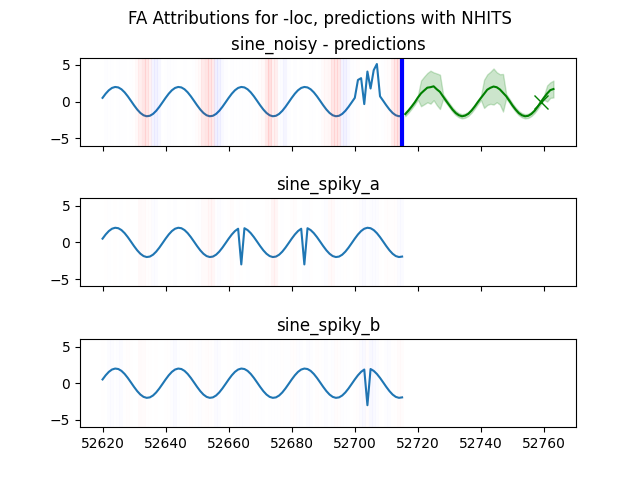 FA Attributions for -loc, predictions with NHITS
sine_noisy - predictions
5
0
−5
sine_spiky_a
5
0
−5
sine_spiky_b
5
0
−5
52620 52640 52660 52680 52700 52720 52740 52760